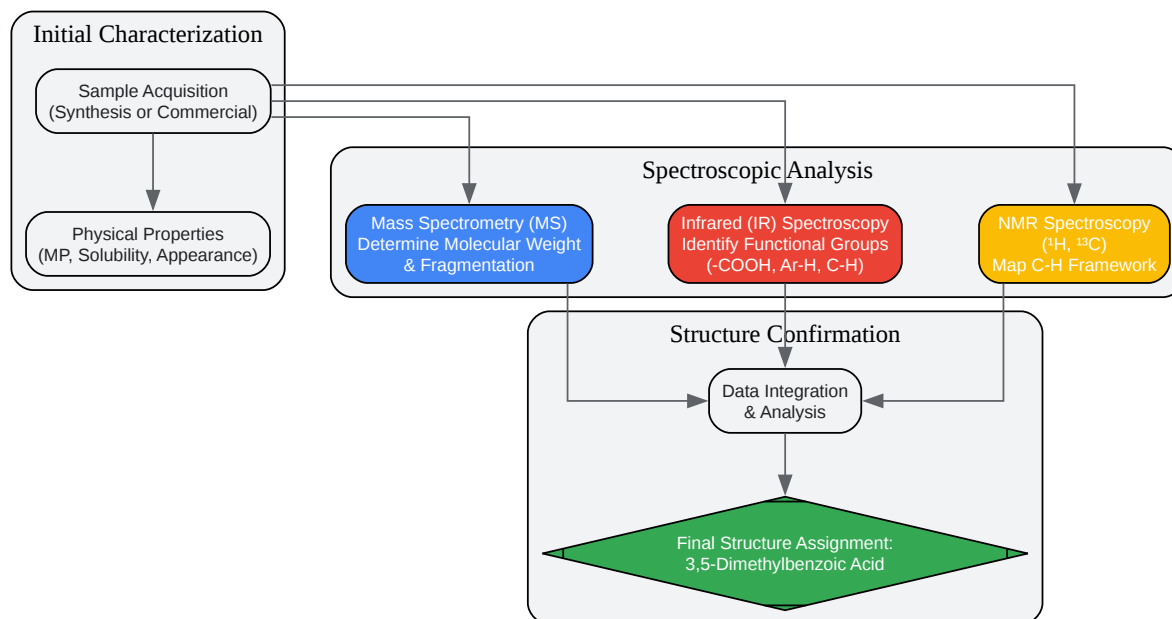 Initial Characterization
Sample Acquisition
(Synthesis or Commercial)
Physical Properties
(MP, Solubility, Appearance)
Spectroscopic Analysis
Mass Spectrometry (MS)
Determine Molecular Weight
& Fragmentation
Infrared (IR) Spectroscopy
Identify Functional Groups
(-COOH, Ar-H, C-H)
NMR Spectroscopy
(¹H, ¹³C)
Map C-H Framework
Structure Confirmation
Data Integration
& Analysis
Final Structure Assignment:
3,5-Dimethylbenzoic Acid